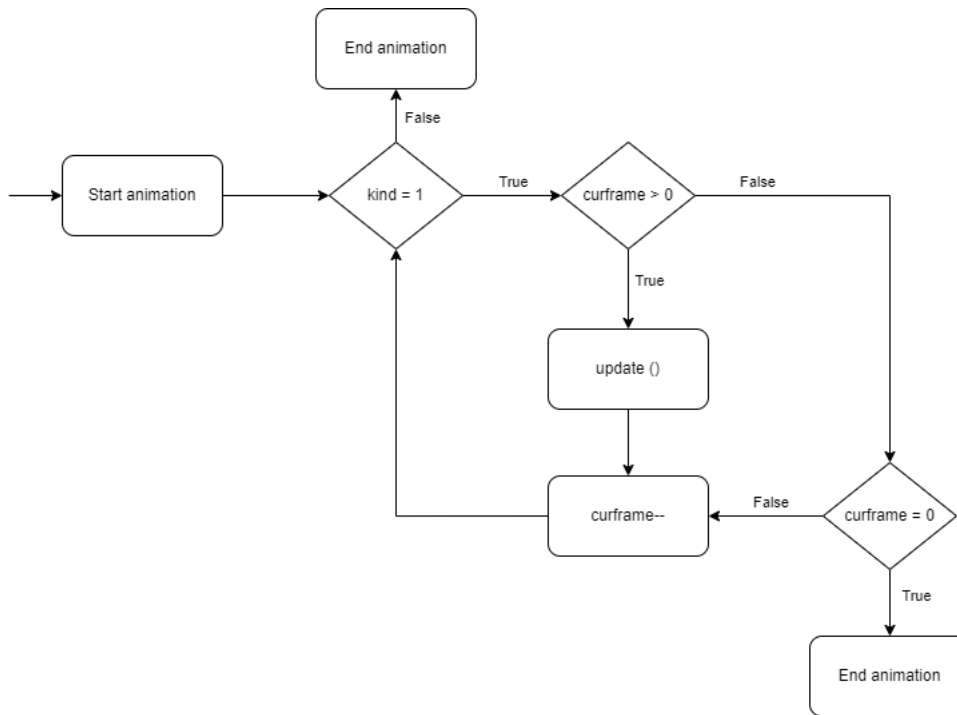 End animation
False
Start animation
kind = 1
True
curframe > 0
False
True
update ()
curframe--
False
curframe = 0
True
End animation